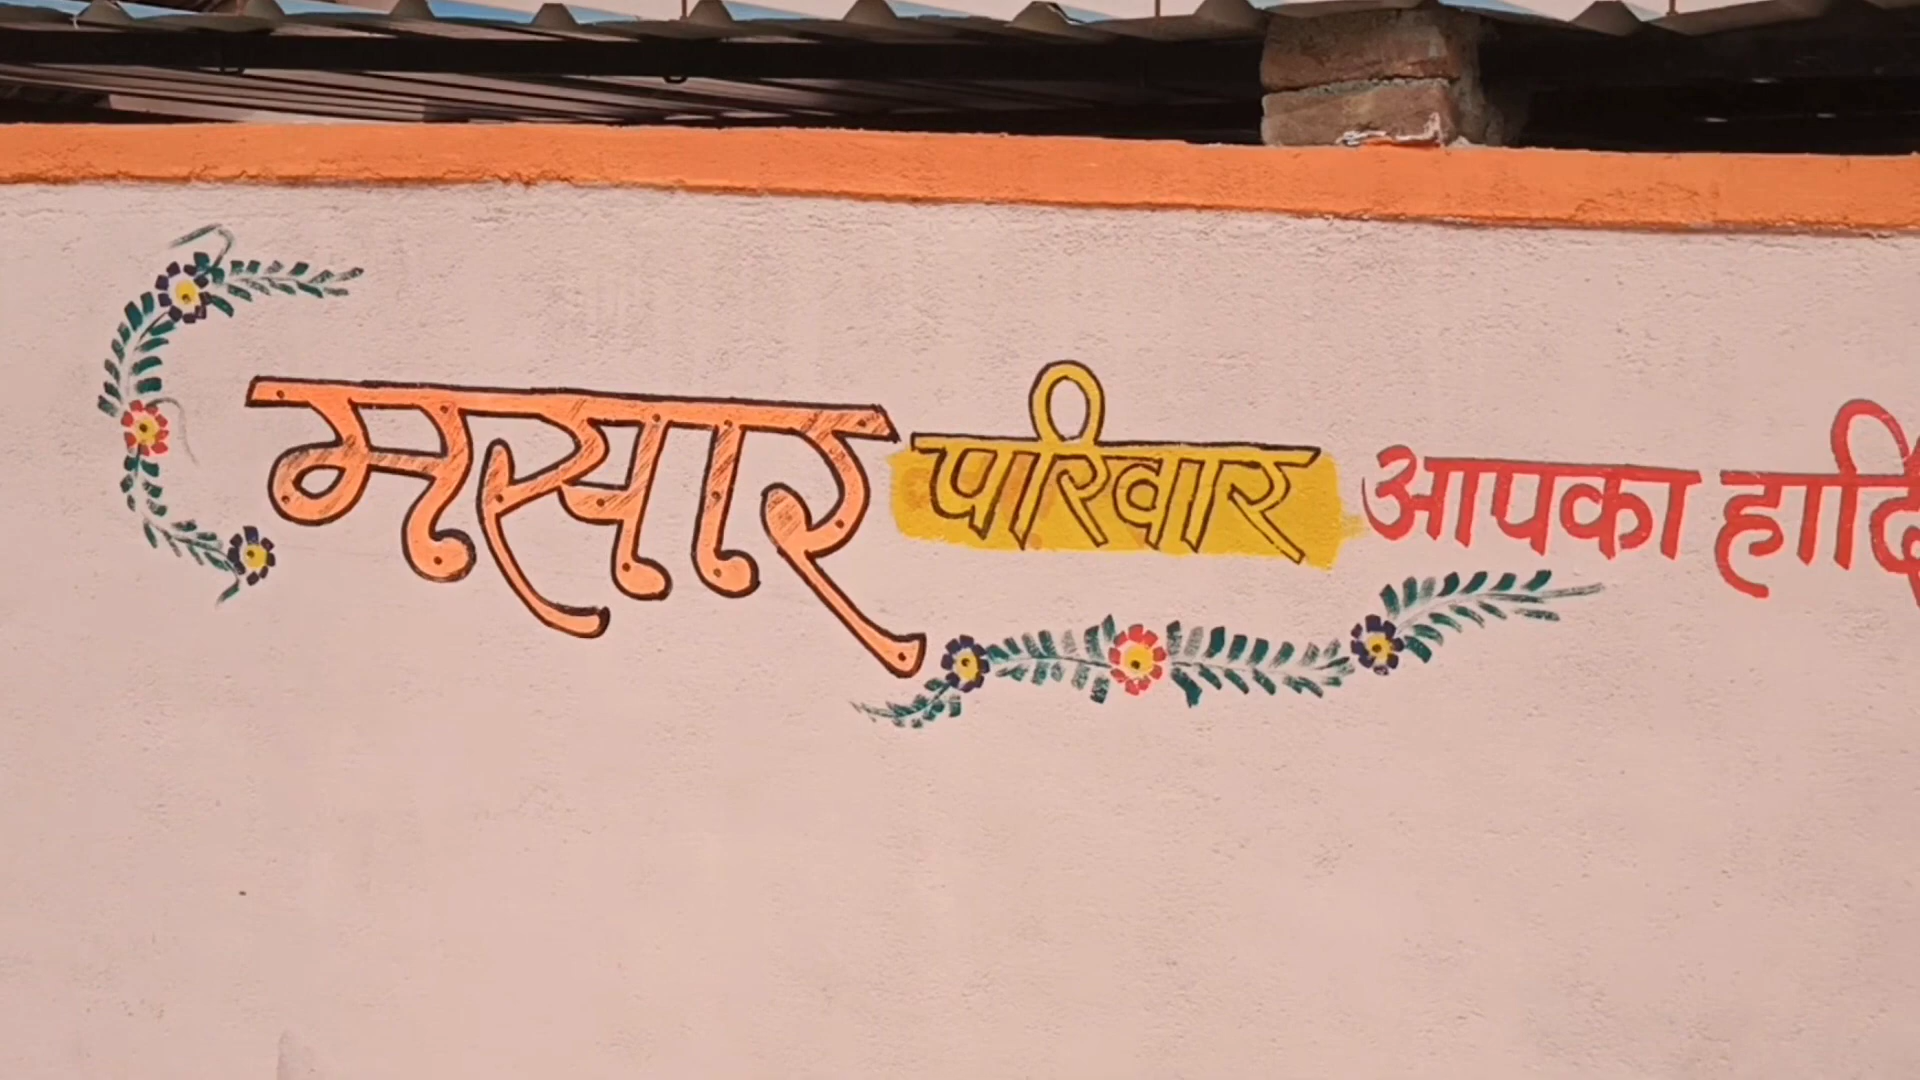 मसार परिवार आपका हार्दि